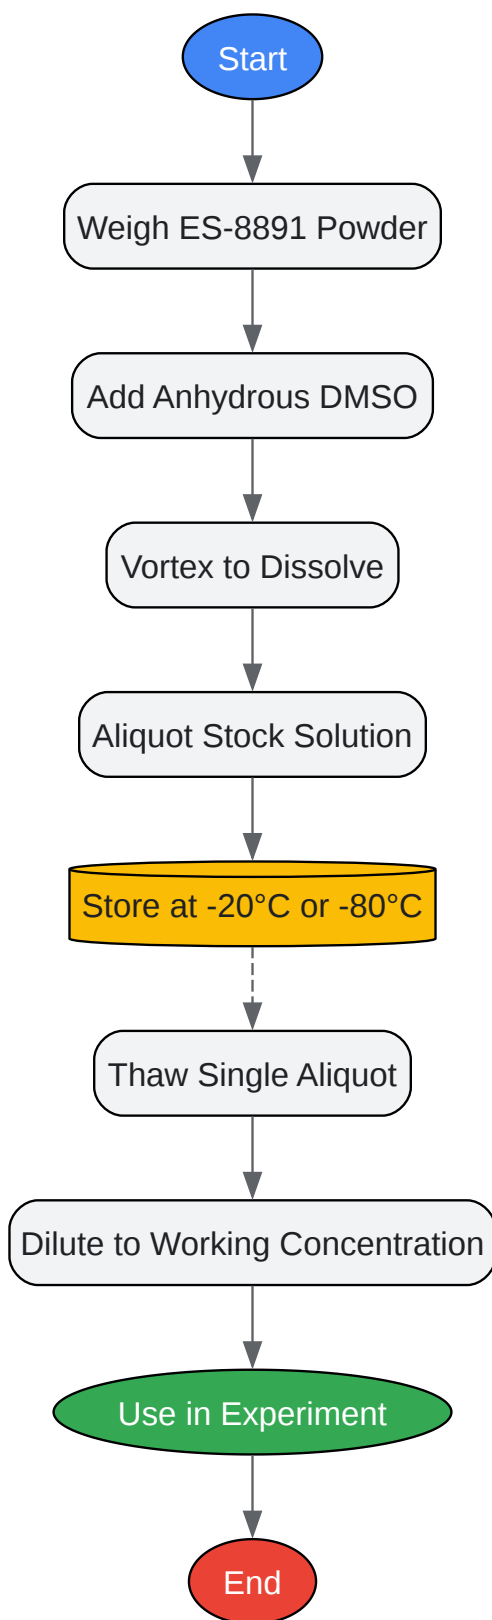 Start
Weigh ES-8891 Powder
Add Anhydrous DMSO
Vortex to Dissolve
Aliquot Stock Solution
Store at -20°C or -80°C
Thaw Single Aliquot
Dilute to Working Concentration
Use in Experiment
End